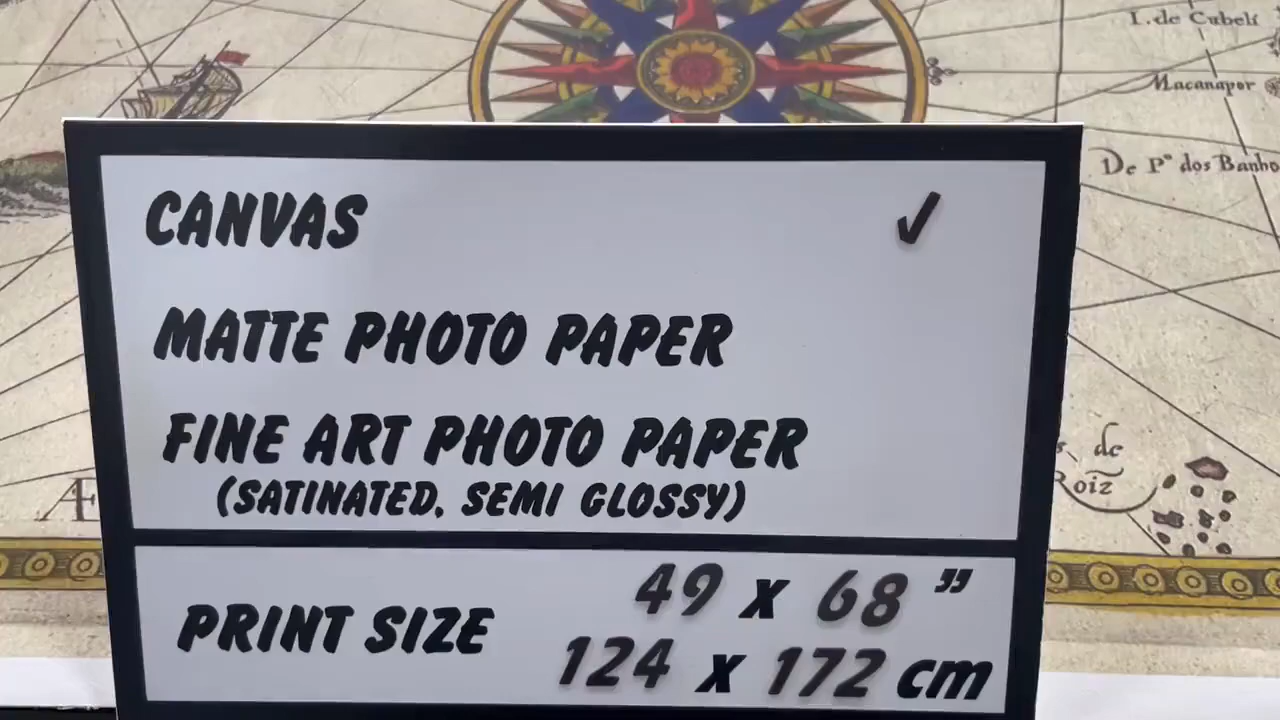 I. de Cubelí
Macanapor
De Pº dos Banho
CANVAS ✓
MATTE PHOTO PAPER
FINE ART PHOTO PAPER
(SATINATED, SEMI GLOSSY)
de
Roiz
Æ
PRINT SIZE
49 x 68 ”
124 x 172 cm